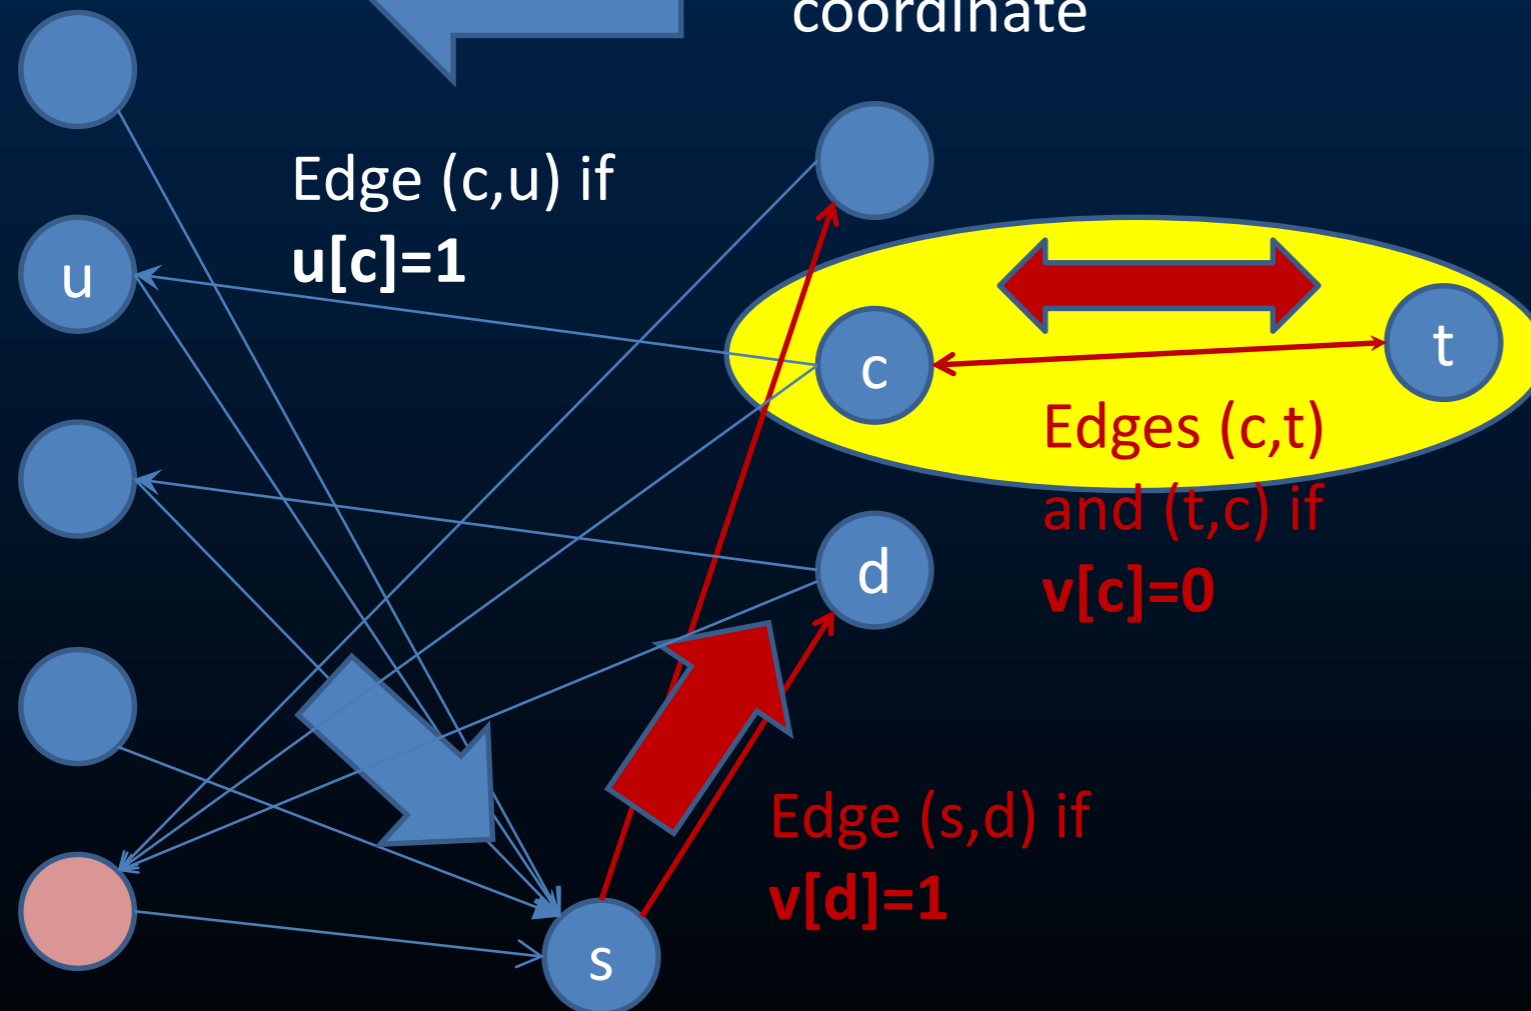 coordinate
Edge (c,u) if
u[c]=1
u
c
t
Edges (c,t)
and (t,c) if
v[c]=0
d
Edge (s,d) if
v[d]=1
s